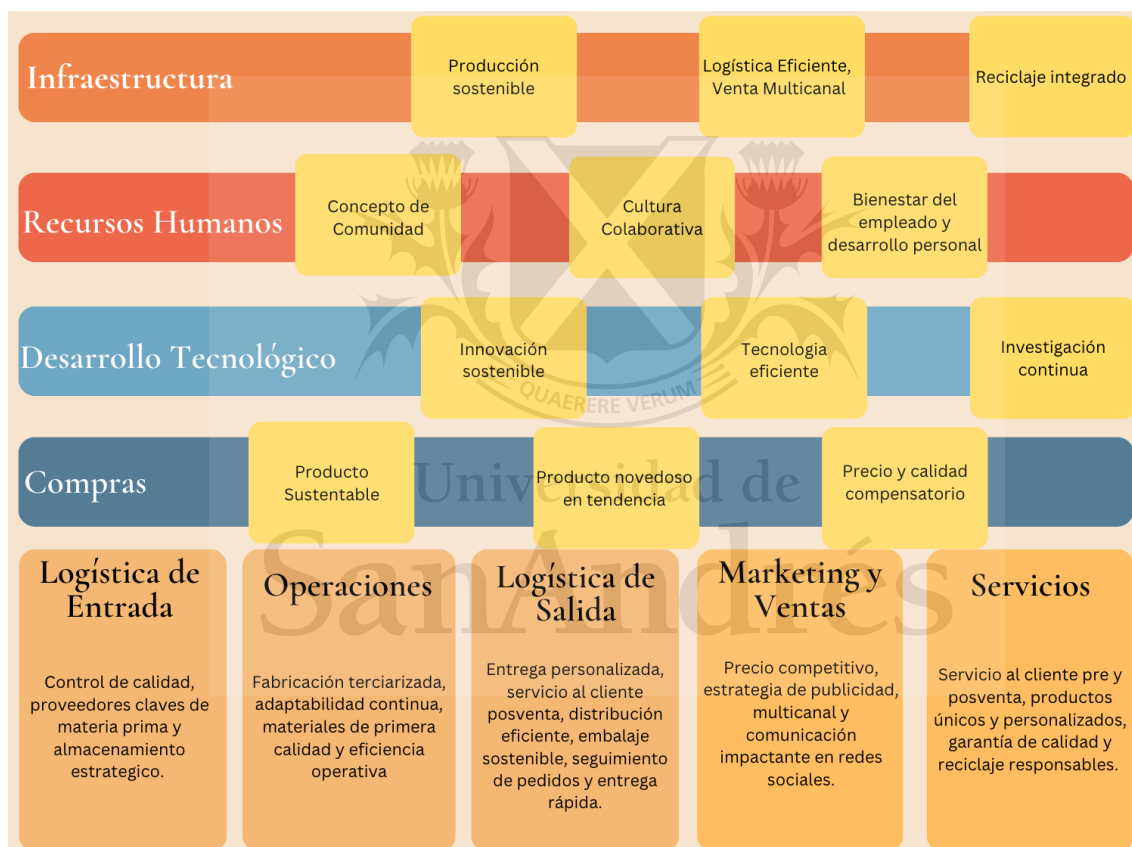 Infraestructura
Producción
sostenible
Logística Eficiente,
Venta Multicanal
Reciclaje integrado
Recursos Humanos
Concepto de
Comunidad
Cultura
Colaborativa
Bienestar del
empleado y
desarrollo personal
Desarrollo Tecnológico
Innovación
sostenible
Tecnologia
eficiente
Investigación
continua
QUAERERE VERUM
Compras
Producto
Sustentable
Producto novedoso
en tendencia
Precio y calidad
compensatorio
Universidad de
SanAndrés
Logística de
Entrada
Control de calidad,
proveedores claves de
materia prima y
almacenamiento
estrategico.
Operaciones
Fabricación terciarizada,
adaptabilidad continua,
materiales de primera
calidad y eficiencia
operativa
Logística de
Salida
Entrega personalizada,
servicio al cliente
posventa, distribución
eficiente, embalaje
sostenible, seguimiento
de pedidos y entrega
rápida.
Marketing y
Ventas
Precio competitivo,
estrategia de publicidad,
multicanal y
comunicación
impactante en redes
sociales.
Servicios
Servicio al cliente pre y
posventa, productos
únicos y personalizados,
garantía de calidad y
reciclaje responsables.